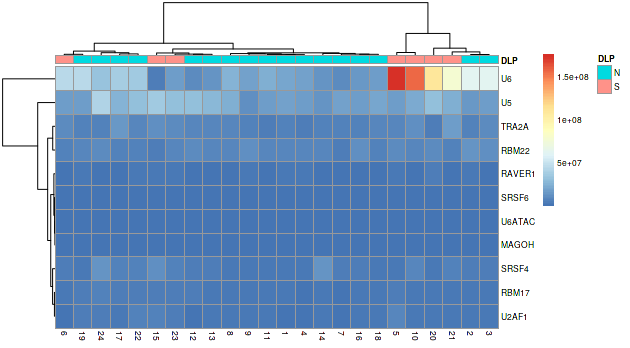 DLP
U6
U5
TRA2A
RBM22
RAVER1
SRSF6
U6ATAC
MAGOH
SRSF4
RBM17
U2AF1
6 19 24 17 22 15 23 12 13 8 9 11 1 4 14 7 16 18 5 10 20 21 2 3
1.5e+08
1e+08
5e+07
DLP
N
S